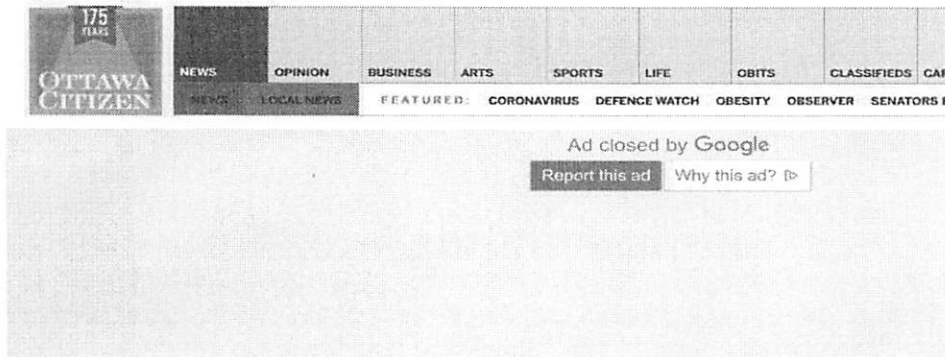 175
YEARS
OTTAWA
CITIZEN
NEWS OPINION BUSINESS ARTS SPORTS LIFE OBITS CLASSIFIEDS
NEWS LOCAL NEWS FEATURED: CORONAVIRUS DEFENCE WATCH OBESITY OBSERVER SENATORS
Ad closed by Google
Report this ad Why this ad?